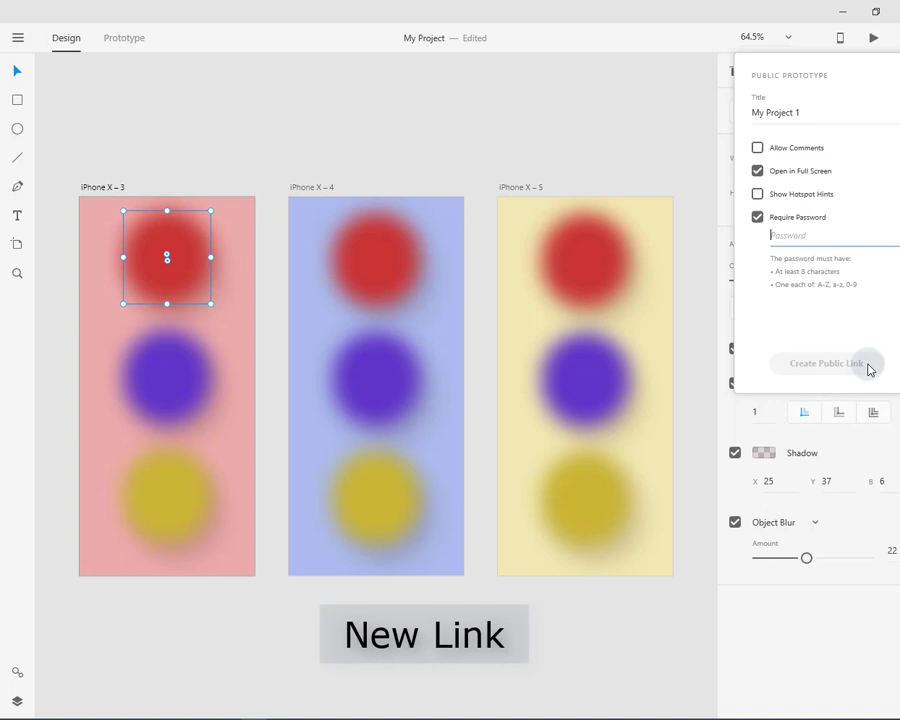 Design Prototype My Project — Edited 64.5%
PUBLIC PROTOTYPE
Title
My Project 1
Allow Comments
Open in Full Screen
Show Hotspot Hints
Require Password
Password
The password must have:
• At least 8 characters
• One each of: A-Z, a-z, 0-9
Create Public Link
iPhone X – 3 iPhone X – 4 iPhone X – 5
1
Shadow
X 25 Y 37 B 6
Object Blur
Amount
22
New Link